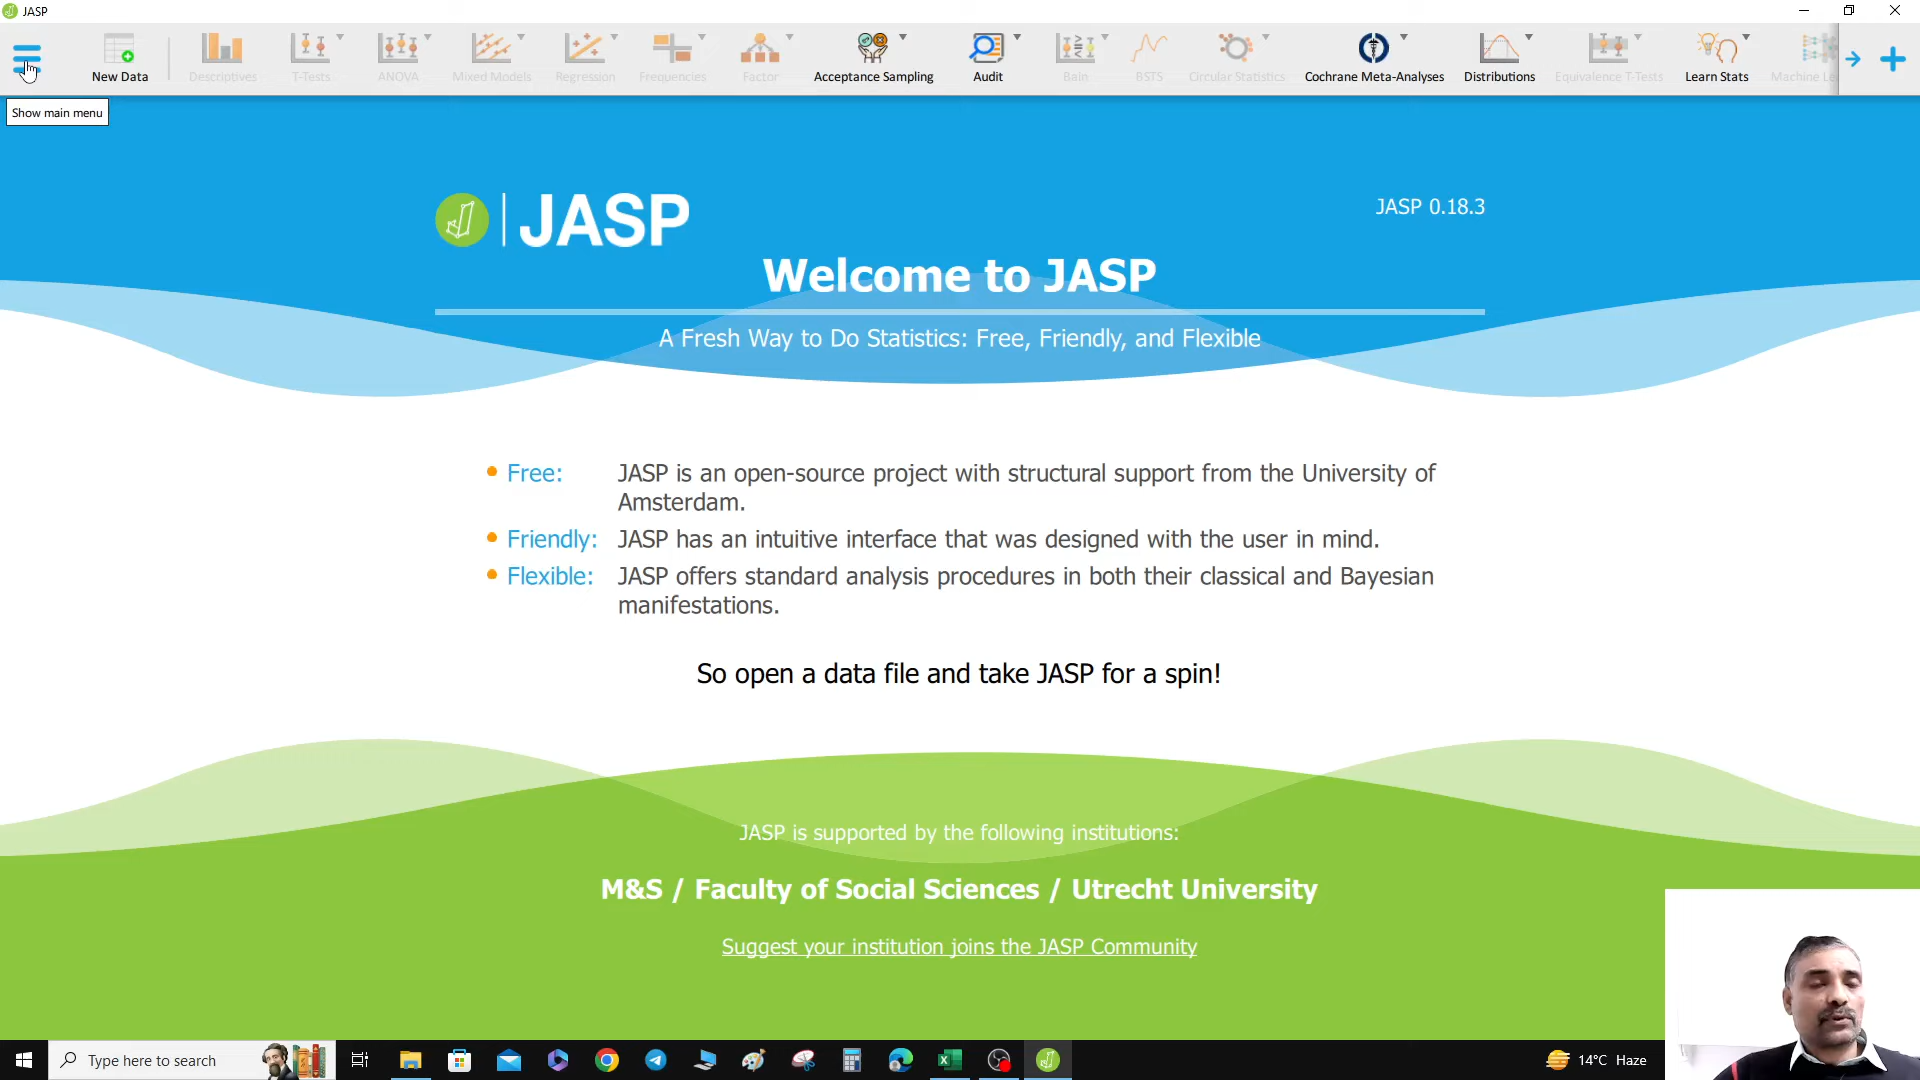 JASP
New Data
Descriptives
T-Tests
ANOVA
Mixed Models
Regression
Frequencies
Factor
Acceptance Sampling
Audit
Bain
BSTS
Circular Statistics
Cochrane Meta-Analyses
Distributions
Equivalence T-Tests
Learn Stats
Machine Le
Show main menu
JASP
JASP 0.18.3
Welcome to JASP
A Fresh Way to Do Statistics: Free, Friendly, and Flexible
Free: JASP is an open-source project with structural support from the University of
Amsterdam.
Friendly: JASP has an intuitive interface that was designed with the user in mind.
Flexible: JASP offers standard analysis procedures in both their classical and Bayesian
manifestations.
So open a data file and take JASP for a spin!
JASP is supported by the following institutions:
M&S / Faculty of Social Sciences / Utrecht University
Suggest your institution joins the JASP Community
Type here to search
14°C Haze